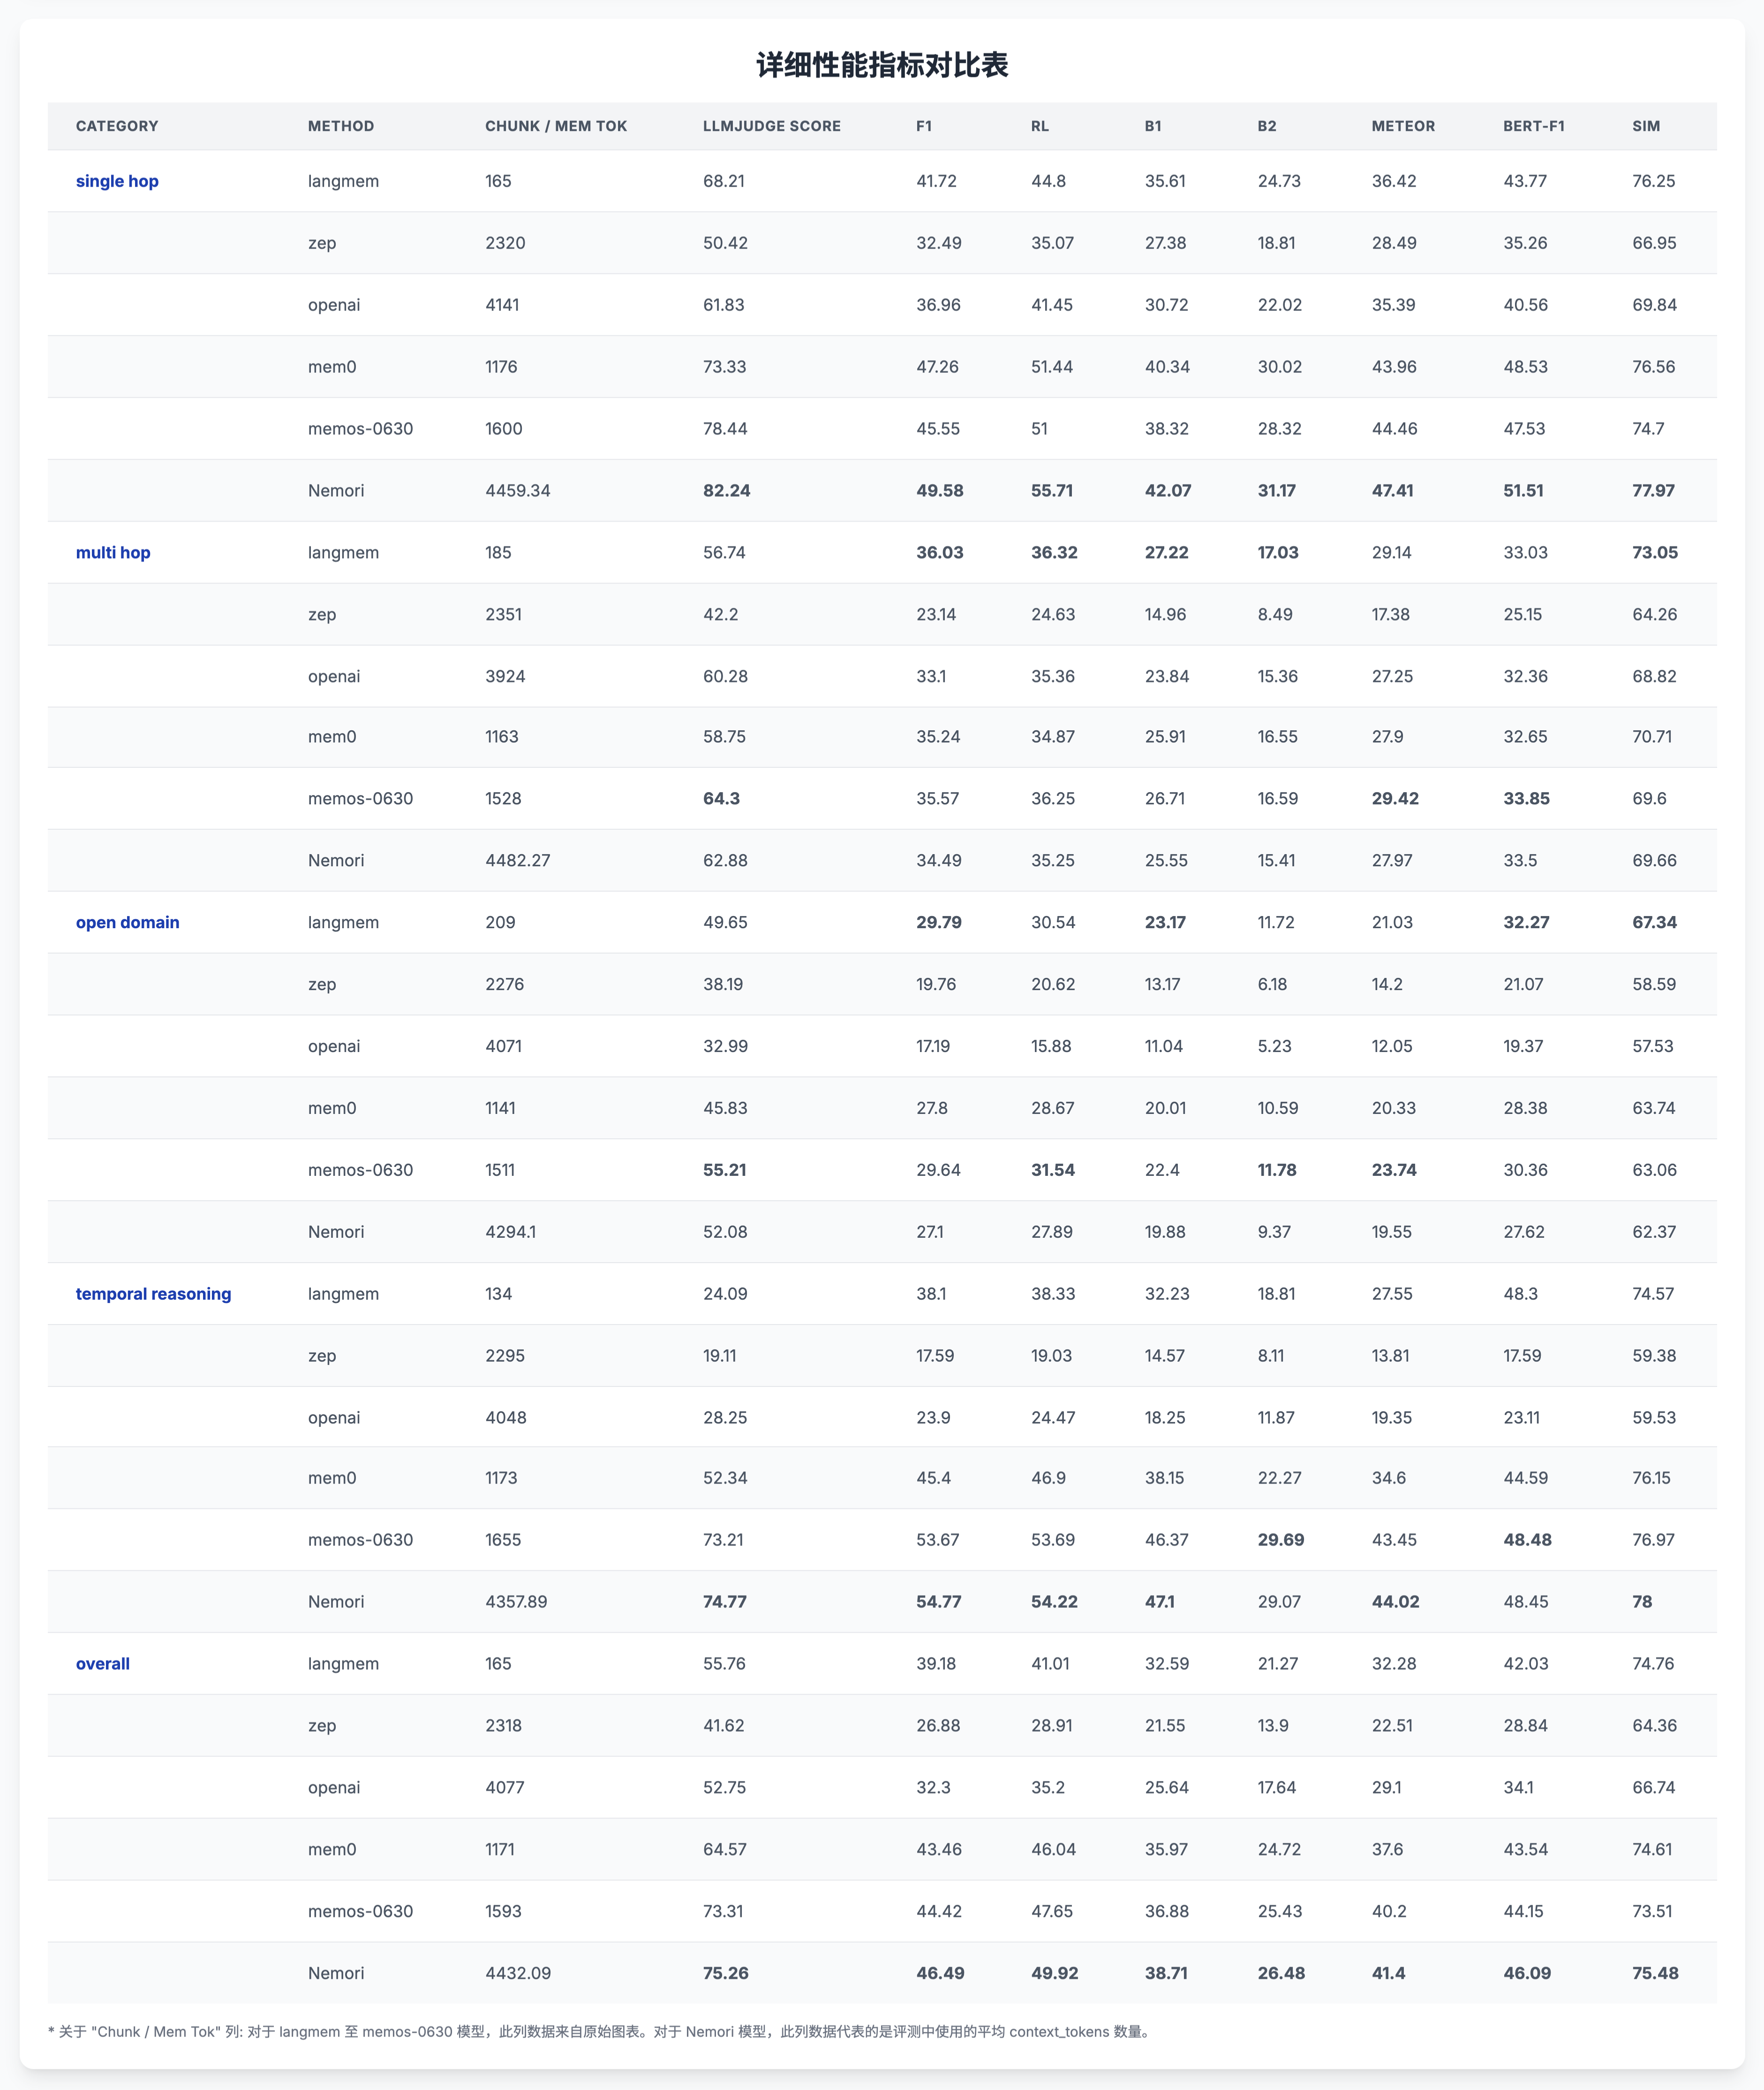 详细性能指标对比表
CATEGORY METHOD CHUNK / MEM TOK LLMJUDGE SCORE F1 RL B1 B2 METEOR BERT-F1 SIM
single hop langmem 165 68.21 41.72 44.8 35.61 24.73 36.42 43.77 76.25
zep 2320 50.42 32.49 35.07 27.38 18.81 28.49 35.26 66.95
openai 4141 61.83 36.96 41.45 30.72 22.02 35.39 40.56 69.84
mem0 1176 73.33 47.26 51.44 40.34 30.02 43.96 48.53 76.56
memos-0630 1600 78.44 45.55 51 38.32 28.32 44.46 47.53 74.7
Nemori 4459.34 82.24 49.58 55.71 42.07 31.17 47.41 51.51 77.97
multi hop langmem 185 56.74 36.03 36.32 27.22 17.03 29.14 33.03 73.05
zep 2351 42.2 23.14 24.63 14.96 8.49 17.38 25.15 64.26
openai 3924 60.28 33.1 35.36 23.84 15.36 27.25 32.36 68.82
mem0 1163 58.75 35.24 34.87 25.91 16.55 27.9 32.65 70.71
memos-0630 1528 64.3 35.57 36.25 26.71 16.59 29.42 33.85 69.6
Nemori 4482.27 62.88 34.49 35.25 25.55 15.41 27.97 33.5 69.66
open domain langmem 209 49.65 29.79 30.54 23.17 11.72 21.03 32.27 67.34
zep 2276 38.19 19.76 20.62 13.17 6.18 14.2 21.07 58.59
openai 4071 32.99 17.19 15.88 11.04 5.23 12.05 19.37 57.53
mem0 1141 45.83 27.8 28.67 20.01 10.59 20.33 28.38 63.74
memos-0630 1511 55.21 29.64 31.54 22.4 11.78 23.74 30.36 63.06
Nemori 4294.1 52.08 27.1 27.89 19.88 9.37 19.55 27.62 62.37
temporal reasoning langmem 134 24.09 38.1 38.33 32.23 18.81 27.55 48.3 74.57
zep 2295 19.11 17.59 19.03 14.57 8.11 13.81 17.59 59.38
openai 4048 28.25 23.9 24.47 18.25 11.87 19.35 23.11 59.53
mem0 1173 52.34 45.4 46.9 38.15 22.27 34.6 44.59 76.15
memos-0630 1655 73.21 53.67 53.69 46.37 29.69 43.45 48.48 76.97
Nemori 4357.89 74.77 54.77 54.22 47.1 29.07 44.02 48.45 78
overall langmem 165 55.76 39.18 41.01 32.59 21.27 32.28 42.03 74.76
zep 2318 41.62 26.88 28.91 21.55 13.9 22.51 28.84 64.36
openai 4077 52.75 32.3 35.2 25.64 17.64 29.1 34.1 66.74
mem0 1171 64.57 43.46 46.04 35.97 24.72 37.6 43.54 74.61
memos-0630 1593 73.31 44.42 47.65 36.88 25.43 40.2 44.15 73.51
Nemori 4432.09 75.26 46.49 49.92 38.71 26.48 41.4 46.09 75.48
* 关于 "Chunk / Mem Tok" 列: 对于 langmem 至 memos-0630 模型，此列数据来自原始图表。对于 Nemori 模型，此列数据代表的是评测中使用的平均 context_tokens 数量。